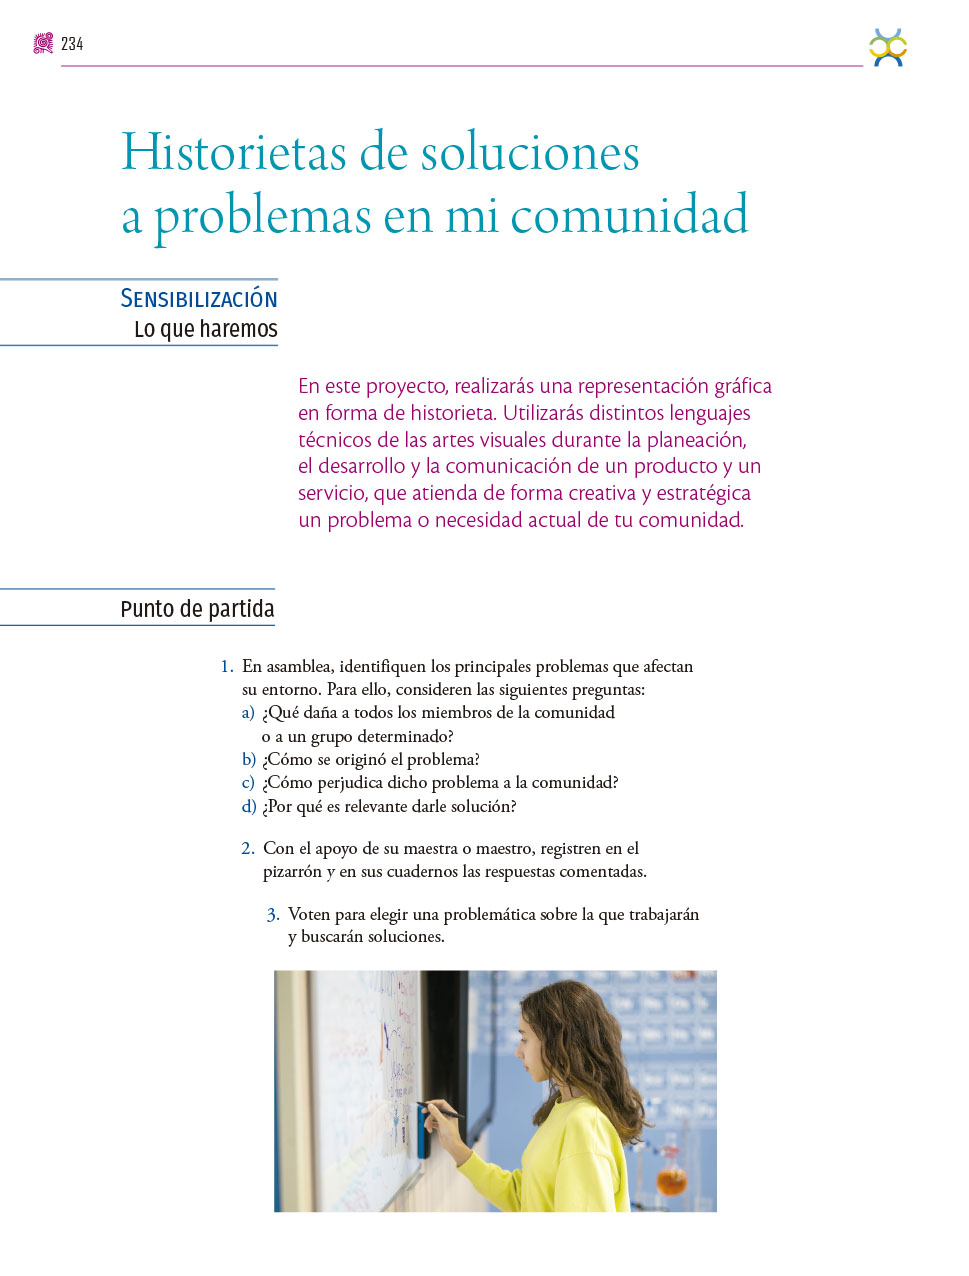 234
Historietas de soluciones
a problemas en mi comunidad
SENSIBILIZACIÓN
Lo que haremos
En este proyecto, realizarás una representación gráfica
en forma de historieta. Utilizarás distintos lenguajes
técnicos de las artes visuales durante la planeación,
el desarrollo y la comunicación de un producto y un
servicio, que atienda de forma creativa y estratégica
un problema o necesidad actual de tu comunidad.
Punto de partida
1. En asamblea, identifiquen los principales problemas que afectan
su entorno. Para ello, consideren las siguientes preguntas:
a) ¿Qué daña a todos los miembros de la comunidad
o a un grupo determinado?
b) ¿Cómo se originó el problema?
c) ¿Cómo perjudica dicho problema a la comunidad?
d) ¿Por qué es relevante darle solución?
2. Con el apoyo de su maestra o maestro, registren en el
pizarrón y en sus cuadernos las respuestas comentadas.
3. Voten para elegir una problemática sobre la que trabajarán
y buscarán soluciones.